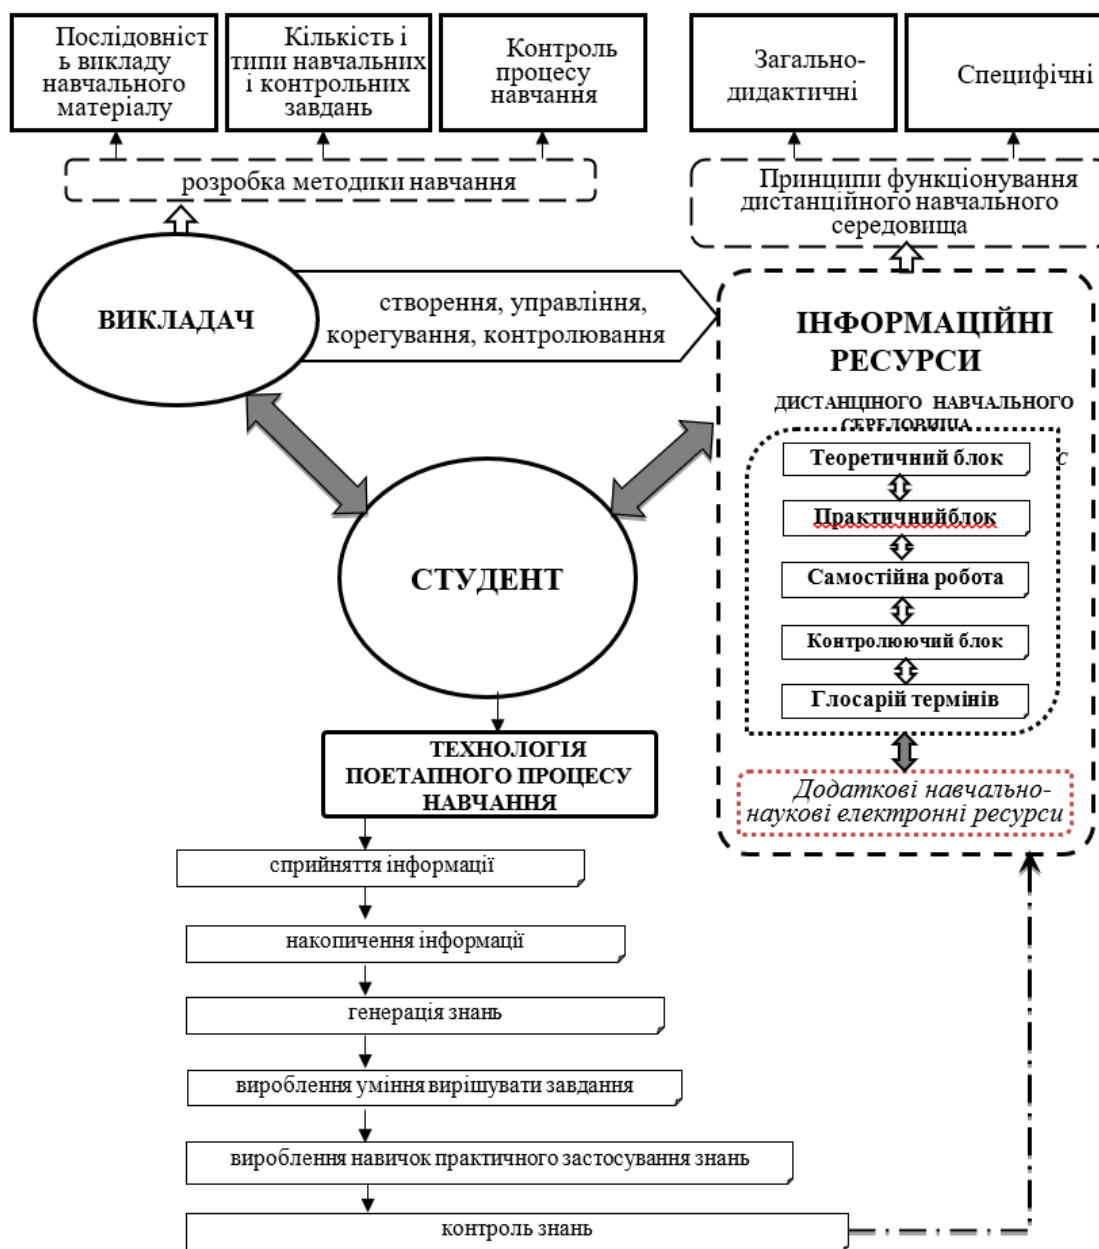 Послідовніст
ь викладу
навчального
матеріалу
Кількість і
типи навчальних
і контрольних
завдань
Контроль
процесу
навчання
Загально-
дидактичні
Специфічні
розробка методики навчання
Принципи функціонування
дистанційного навчального
середовища
ВИКЛАДАЧ
створення, управління,
корегування, контролювання
ІНФОРМАЦІЙНІ
РЕСУРСИ
ДИСТАНЦІНОГО НАВЧАЛЬНОГО
СЕРЕДОВИЩА
Теоретичний блок
с
Практичнийблок
Самостійна робота
Контролюючий блок
Глосарій термінів
Додаткові навчально-
наукові електронні ресурси
СТУДЕНТ
ТЕХНОЛОГІЯ
ПОЕТАПНОГО ПРОЦЕСУ
НАВЧАННЯ
сприйняття інформації
накопичення інформації
генерація знань
вироблення уміння вирішувати завдання
вироблення навичок практичного застосування знань
контроль знань